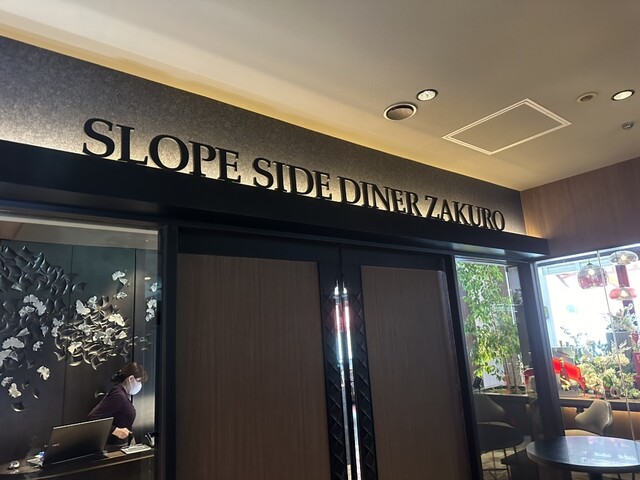 SLOPE SIDE DINER ZAKURO